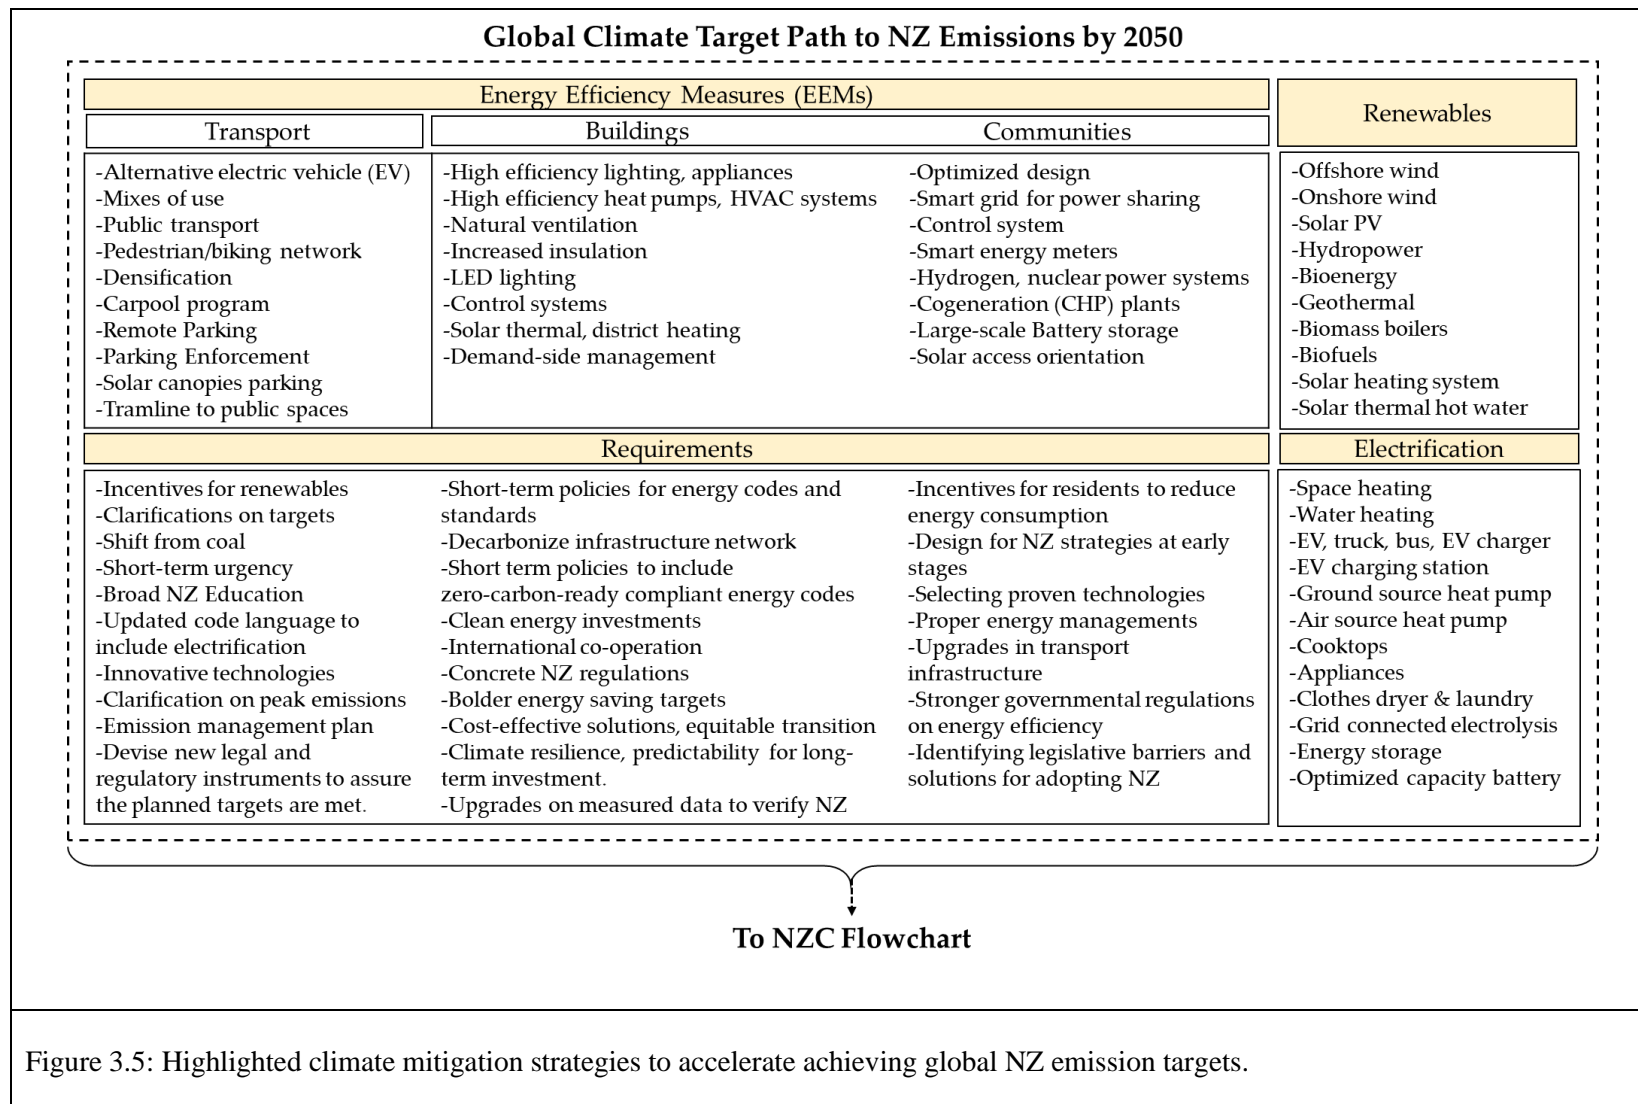 Global Climate Target Path to NZ Emissions by 2050
Energy Efficiency Measures (EEMs)
Renewables
Transport
Buildings
Communities
-Alternative electric vehicle (EV)
-Mixes of use
-Public transport
-Pedestrian/biking network
-Densification
-Carpool program
-Remote Parking
-Parking Enforcement
-Solar canopies parking
-Tramline to public spaces
-High efficiency lighting, appliances
-High efficiency heat pumps, HVAC systems
-Natural ventilation
-Increased insulation
-LED lighting
-Control systems
-Solar thermal, district heating
-Demand-side management
-Optimized design
-Smart grid for power sharing
-Control system
-Smart energy meters
-Hydrogen, nuclear power systems
-Cogeneration (CHP) plants
-Large-scale Battery storage
-Solar access orientation
-Offshore wind
-Onshore wind
-Solar PV
-Hydropower
-Bioenergy
-Geothermal
-Biomass boilers
-Biofuels
-Solar heating system
-Solar thermal hot water
Requirements
Electrification
-Incentives for renewables
-Clarifications on targets
-Shift from coal
-Short-term urgency
-Broad NZ Education
-Updated code language to
include electrification
-Innovative technologies
-Clarification on peak emissions
-Emission management plan
-Devise new legal and
regulatory instruments to assure
the planned targets are met.
-Short-term policies for energy codes and
standards
-Decarbonize infrastructure network
-Short term policies to include
zero-carbon-ready compliant energy codes
-Clean energy investments
-International co-operation
-Concrete NZ regulations
-Bolder energy saving targets
-Cost-effective solutions, equitable transition
-Climate resilience, predictability for long-
term investment.
-Upgrades on measured data to verify NZ
-Incentives for residents to reduce
energy consumption
-Design for NZ strategies at early
stages
-Selecting proven technologies
-Proper energy managements
-Upgrades in transport
infrastructure
-Stronger governmental regulations
on energy efficiency
-Identifying legislative barriers and
solutions for adopting NZ
-Space heating
-Water heating
-EV, truck, bus, EV charger
-EV charging station
-Ground source heat pump
-Air source heat pump
-Cooktops
-Appliances
-Clothes dryer & laundry
-Grid connected electrolysis
-Energy storage
-Optimized capacity battery
To NZC Flowchart
Figure 3.5: Highlighted climate mitigation strategies to accelerate achieving global NZ emission targets.